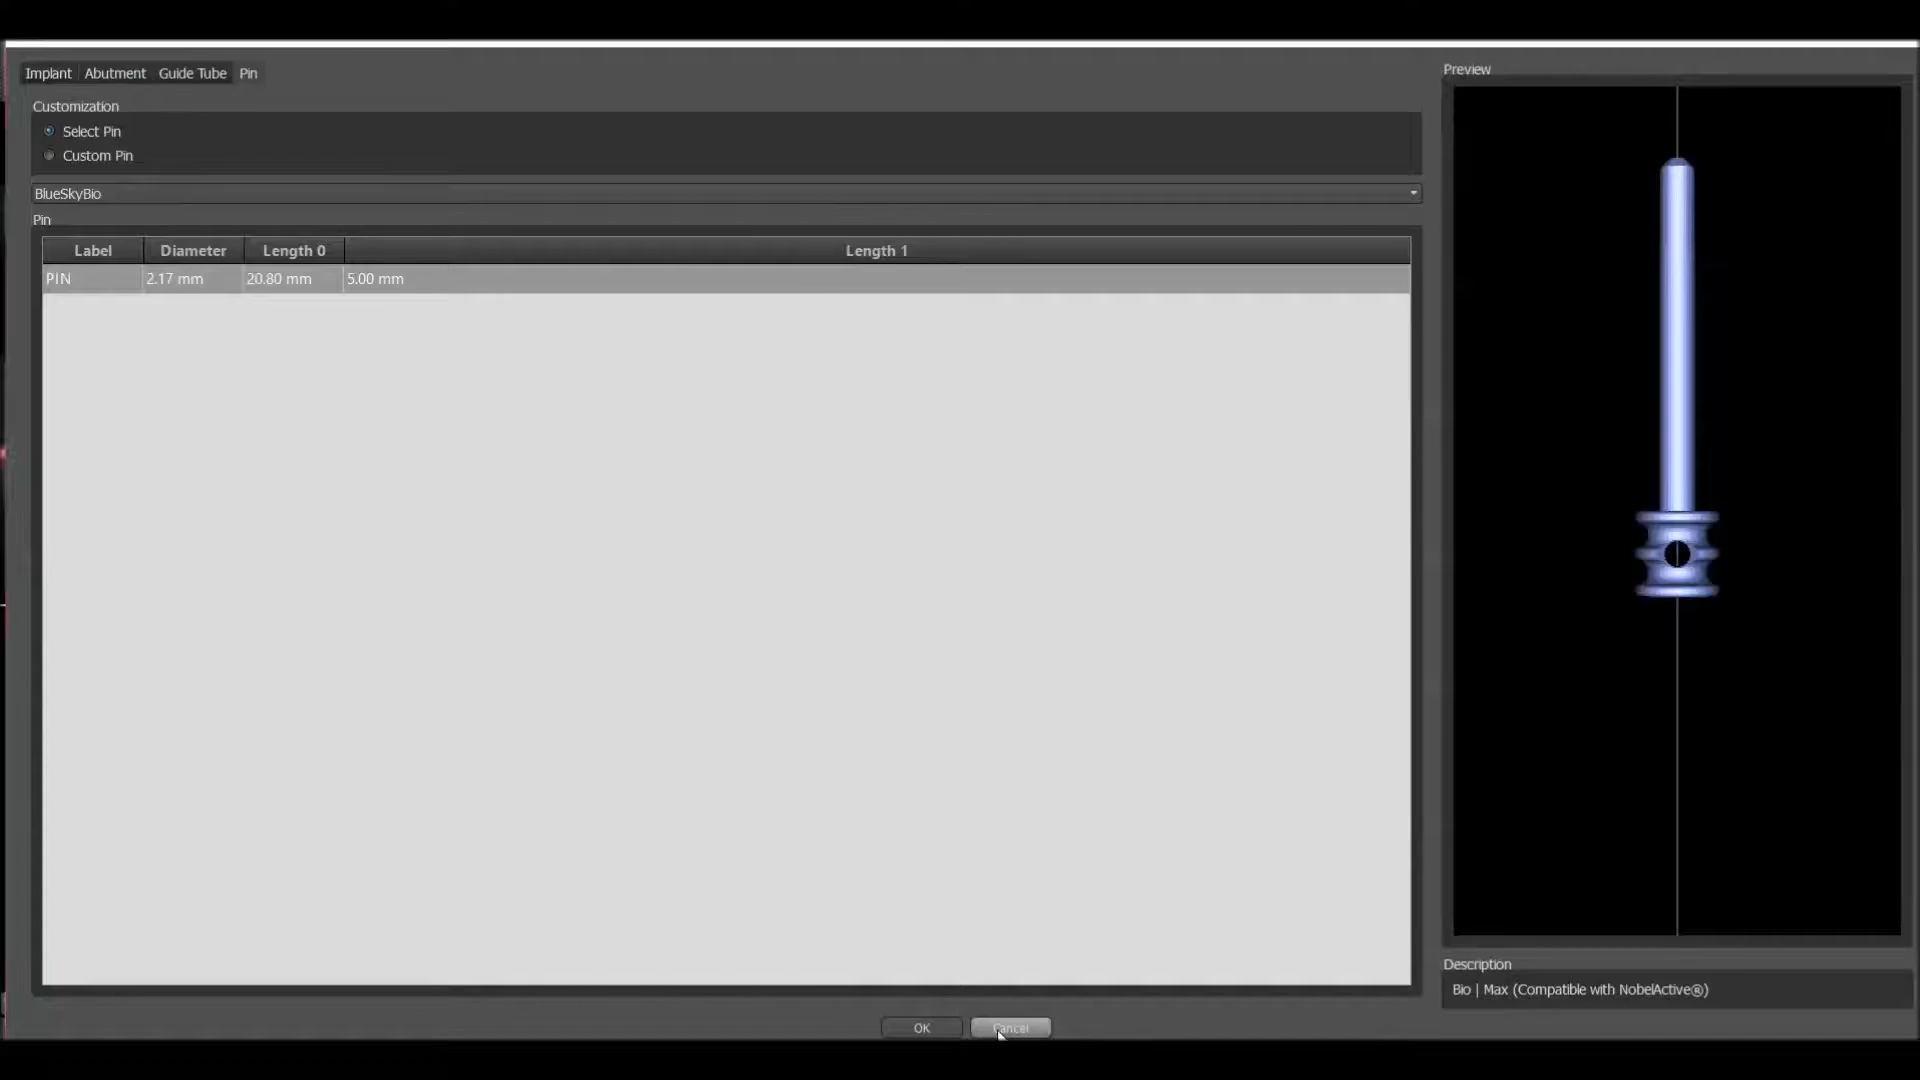 Implant Abutment Guide Tube Pin
Customization
Select Pin
Custom Pin
BlueSkyBio
Pin
Label Diameter Length 0 Length 1
PIN 2.17 mm 20.80 mm 5.00 mm
OK Cancel
Preview
Description
Bio | Max (Compatible with NobelActive®)